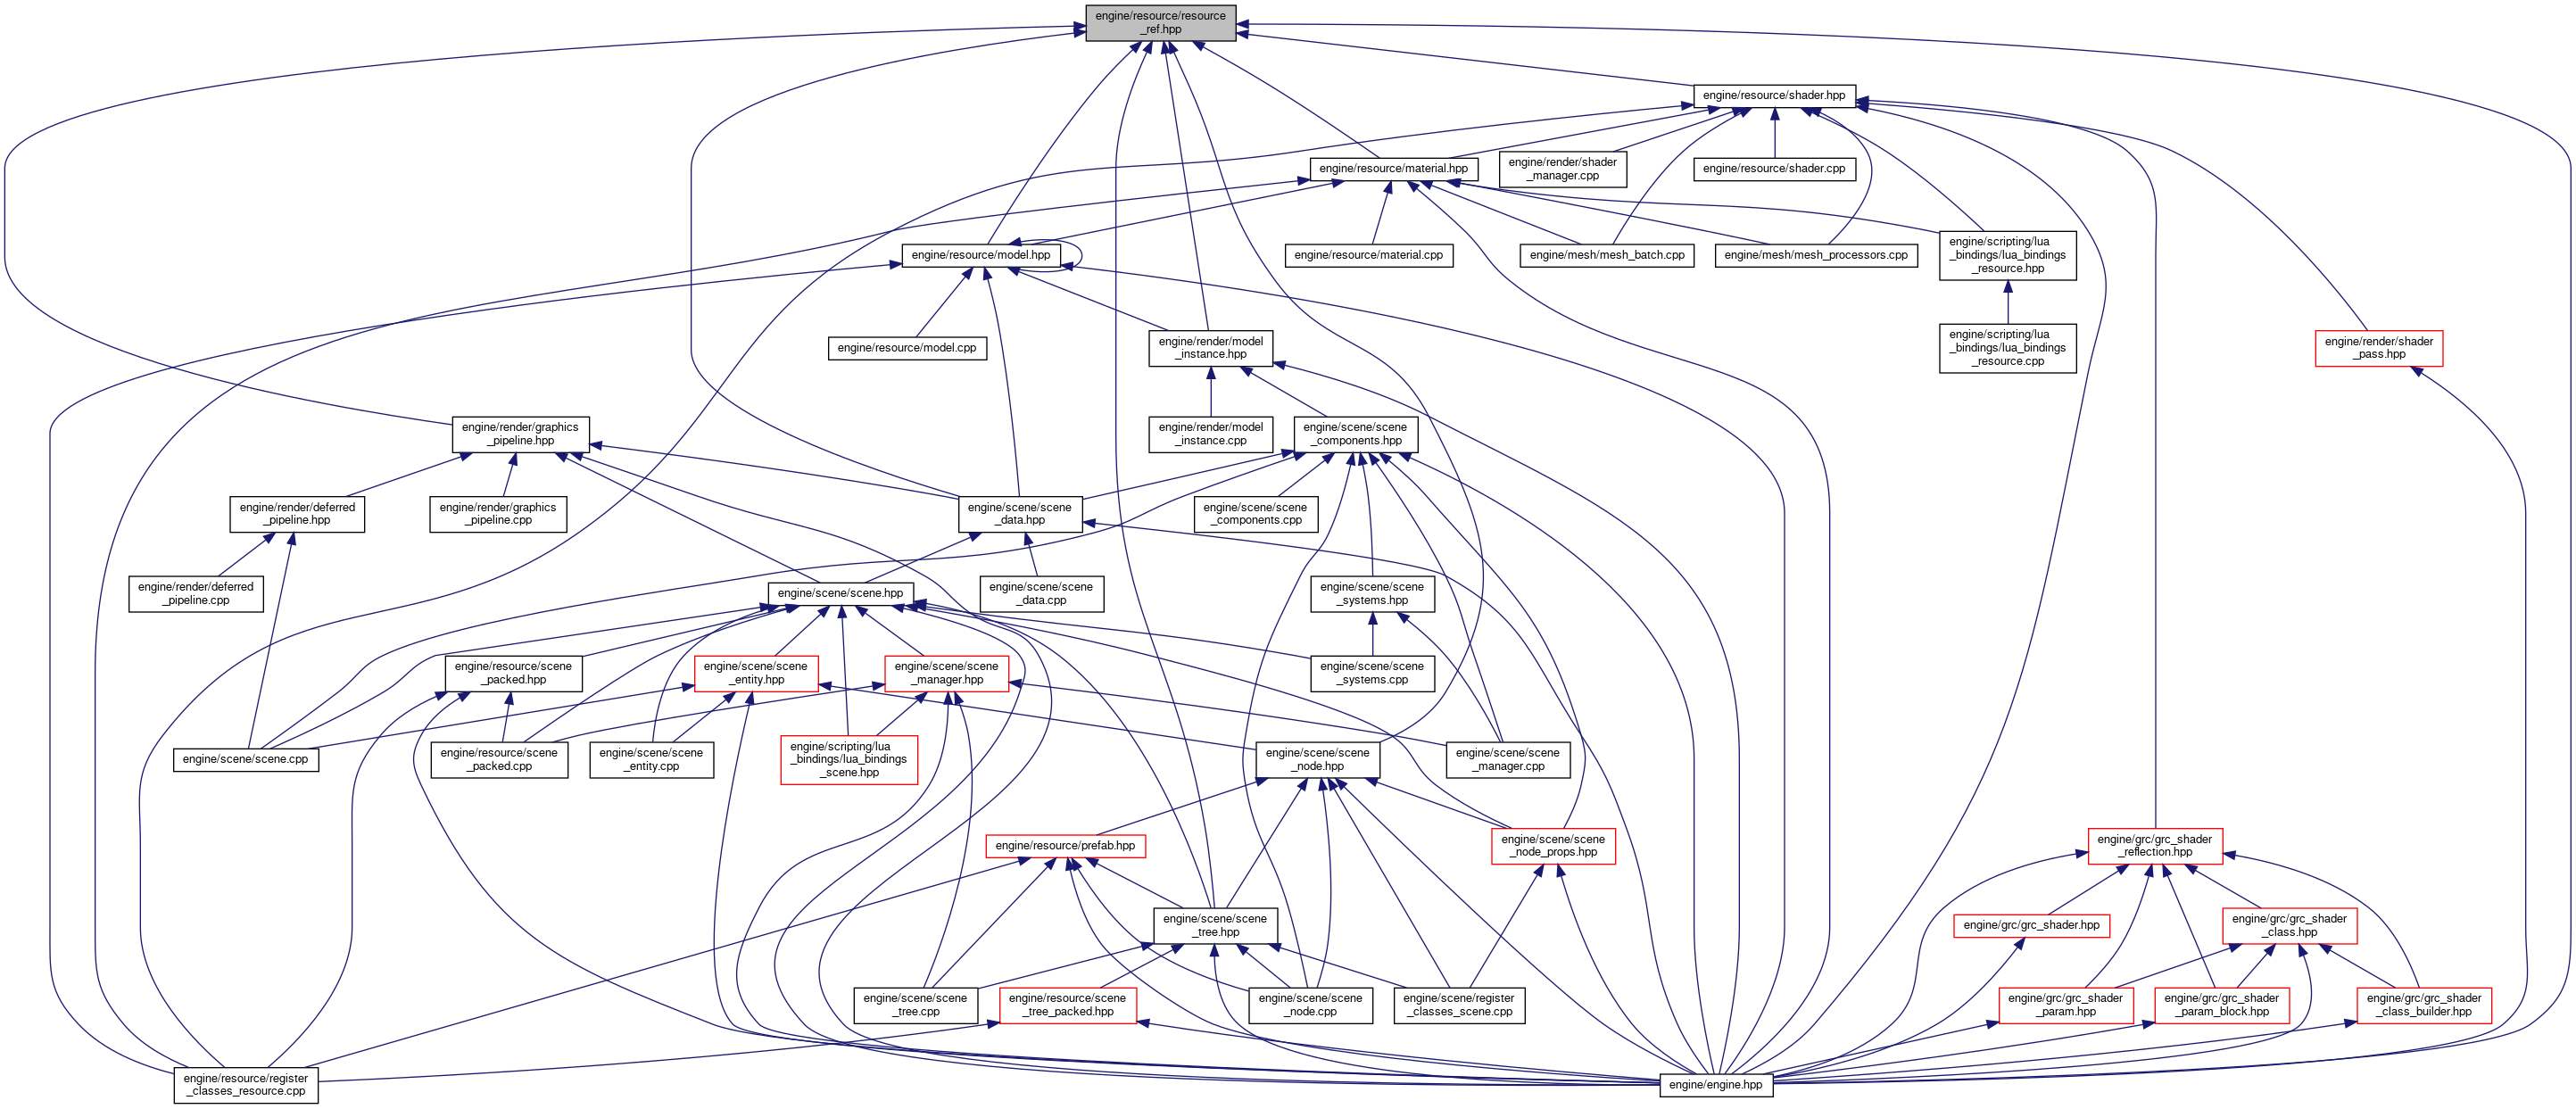 engine/resource/resource
_ref.hpp
engine/resource/shader.hpp
engine/resource/material.hpp
engine/render/shader
_manager.cpp
engine/resource/shader.cpp
engine/resource/model.hpp
engine/resource/material.cpp
engine/mesh/mesh_batch.cpp
engine/mesh/mesh_processors.cpp
engine/scripting/lua
_bindings/lua_bindings
_resource.hpp
engine/resource/model.cpp
engine/render/model
_instance.hpp
engine/scripting/lua
_bindings/lua_bindings
_resource.cpp
engine/render/shader
_pass.hpp
engine/render/graphics
_pipeline.hpp
engine/render/model
_instance.cpp
engine/scene/scene
_components.hpp
engine/render/deferred
_pipeline.hpp
engine/render/graphics
_pipeline.cpp
engine/scene/scene
_data.hpp
engine/scene/scene
_components.cpp
engine/render/deferred
_pipeline.cpp
engine/scene/scene.hpp
engine/scene/scene
_data.cpp
engine/scene/scene
_systems.hpp
engine/resource/scene
_packed.hpp
engine/scene/scene
_entity.hpp
engine/scene/scene
_manager.hpp
engine/scene/scene
_systems.cpp
engine/scene/scene.cpp
engine/resource/scene
_packed.cpp
engine/scene/scene
_entity.cpp
engine/scripting/lua
_bindings/lua_bindings
_scene.hpp
engine/scene/scene
_node.hpp
engine/scene/scene
_manager.cpp
engine/resource/prefab.hpp
engine/scene/scene
_node_props.hpp
engine/grc/grc_shader
_reflection.hpp
engine/scene/scene
_tree.hpp
engine/grc/grc_shader.hpp
engine/grc/grc_shader
_class.hpp
engine/scene/scene
_tree.cpp
engine/resource/scene
_tree_packed.hpp
engine/scene/scene
_node.cpp
engine/scene/register
_classes_scene.cpp
engine/grc/grc_shader
_param.hpp
engine/grc/grc_shader
_param_block.hpp
engine/grc/grc_shader
_class_builder.hpp
engine/resource/register
_classes_resource.cpp
engine/engine.hpp